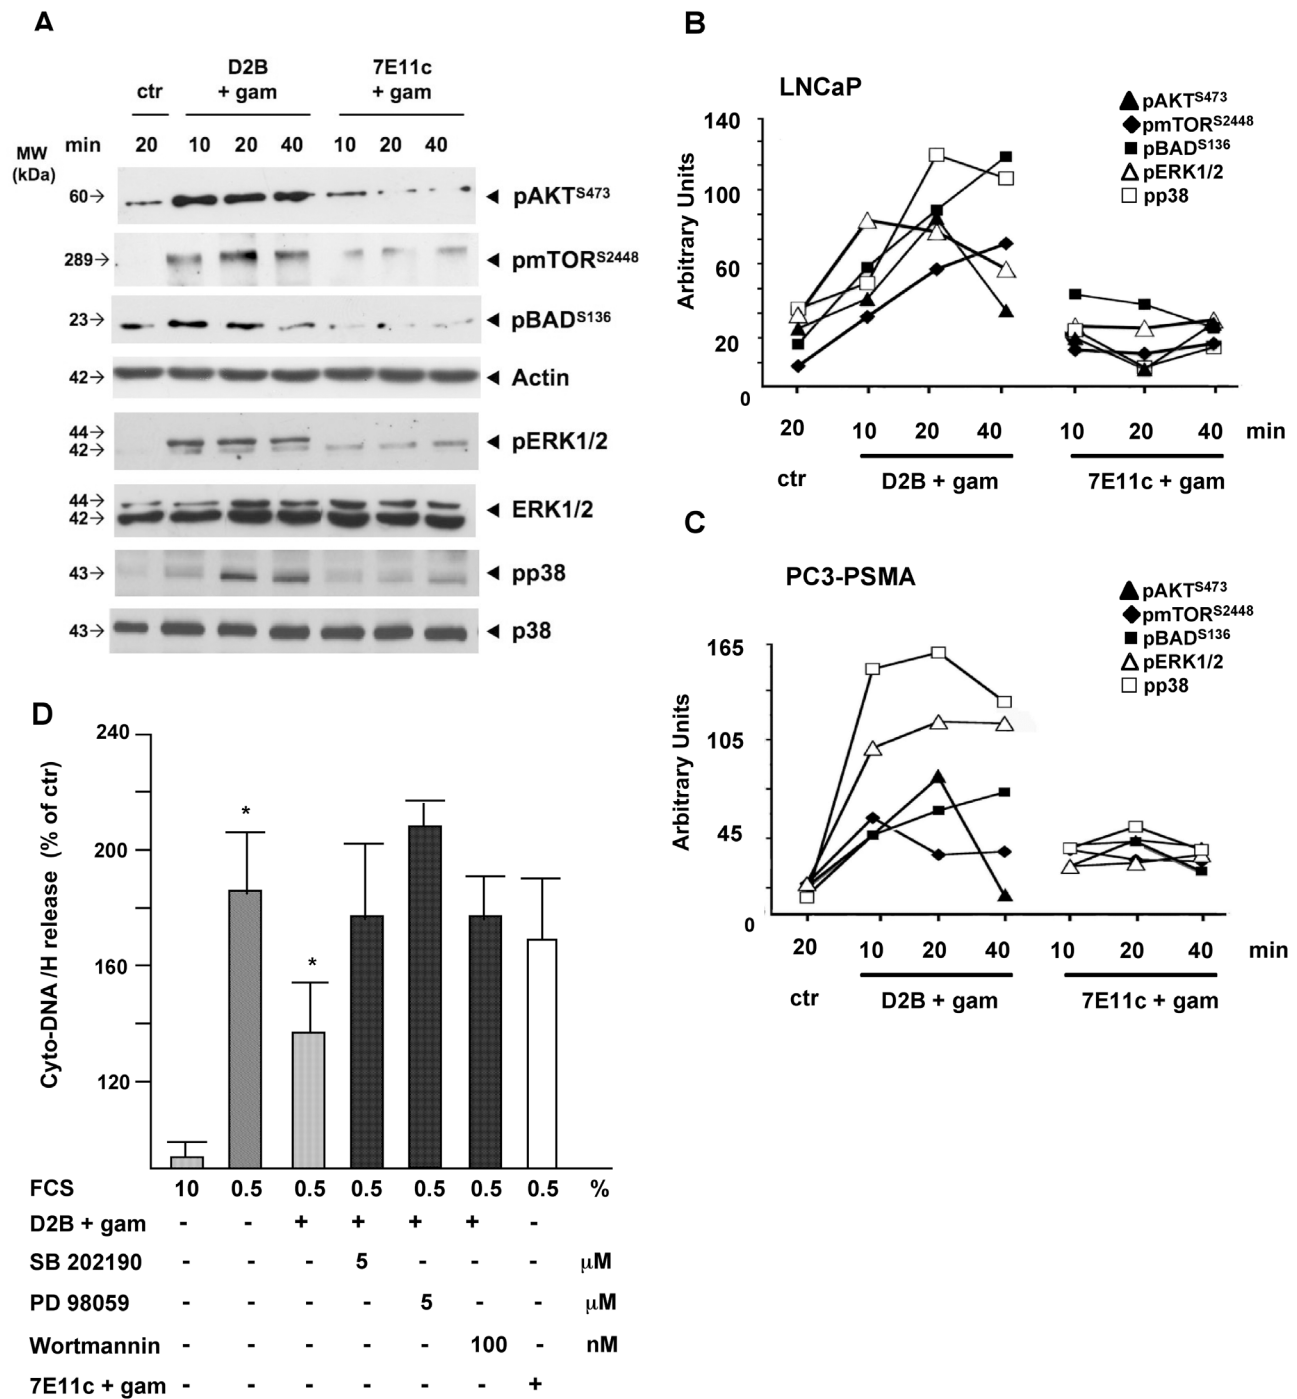 A
D2B 7E11c
ctr + gam + gam
MW (kDa) min 20 10 20 40 10 20 40
60→ ◄ pAKTS473
289→ ◄ pmTORS2448
23→ ◄ pBADS136
42→ ◄ Actin
44→
42→ ◄ pERK1/2
44→
42→ ◄ ERK1/2
43→ ◄ pp38
43→ ◄ p38
B
LNCaP
pAKTS473
pmTORS2448
pBADS136
pERK1/2
pp38
Arbitrary Units
140
100
60
20
0
20 10 20 40 10 20 40 min
ctr D2B + gam 7E11c + gam
C
PC3-PSMA
pAKTS473
pmTORS2448
pBADS136
pERK1/2
pp38
Arbitrary Units
165
105
45
0
20 10 20 40 10 20 40 min
ctr D2B + gam 7E11c + gam
D
Cyto-DNA /H release (% of ctr)
240
200
160
120
* *
FCS 10 0.5 0.5 0.5 0.5 0.5 0.5 %
D2B + gam - - + + + + -
SB 202190 - - - 5 - - - μM
PD 98059 - - - - 5 - - μM
Wortmannin - - - - - 100 - nM
7E11c + gam - - - - - - +